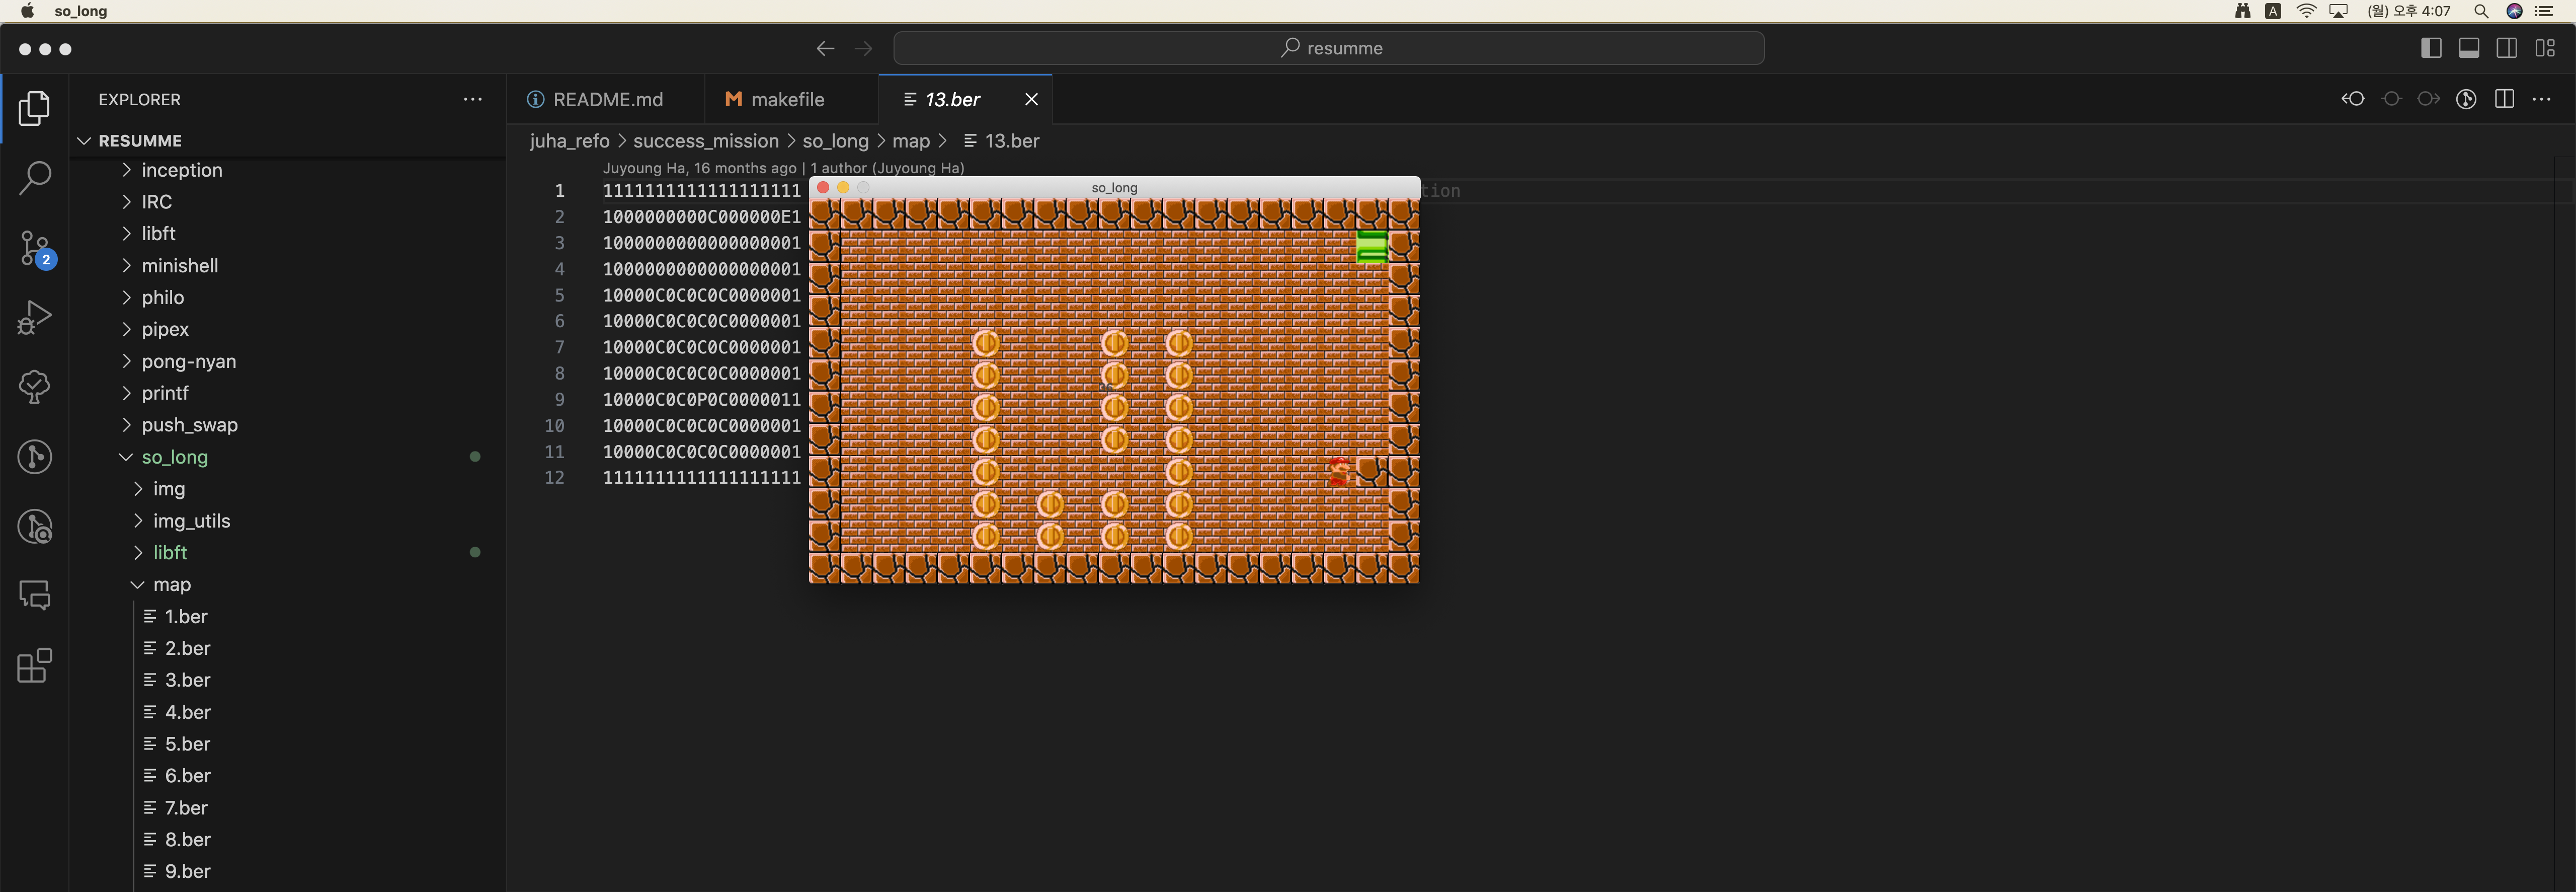 so_long
A
(월) 오후 4:07
resumme
EXPLORER
RESUMME
inception
IRC
libft
minishell
philo
pipex
pong-nyan
printf
push_swap
so_long
img
img_utils
libft
map
1.ber
2.ber
3.ber
4.ber
5.ber
6.ber
7.ber
8.ber
9.ber
2
README.md
makefile
13.ber
juha_refo > success_mission > so_long > map > 13.ber
Juyoung Ha, 16 months ago | 1 author (Juyoung Ha)
1 1111111111111111111
2 1000000000C000000E1
3 1000000000000000001
4 1000000000000000001
5 10000C0C0C0C0000001
6 10000C0C0C0C0000001
7 10000C0C0C0C0000001
8 10000C0C0C0C0000001
9 10000C0C0P0C0000011
10 10000C0C0C0C0000001
11 10000C0C0C0C0000001
12 1111111111111111111
so_long
tion